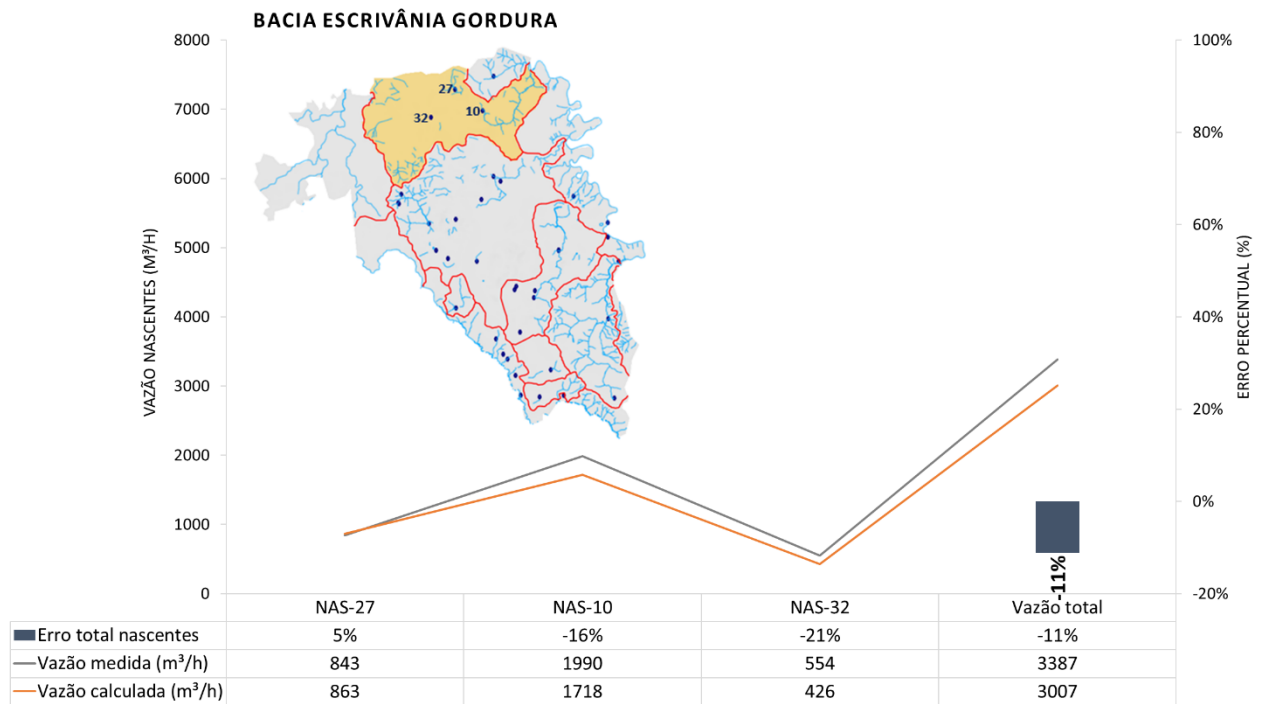 BACIA ESCRIVÂNIA GORDURA
VAZÃO NASCENTES (M³/H)
8000
7000
6000
5000
4000
3000
2000
1000
0
27
10
32
100%
80%
60%
40%
20%
0%
-20%
ERRO PERCENTUAL (%)
-11%
NAS-27 NAS-10 NAS-32 Vazão total
Erro total nascentes 5% -16% -21% -11%
Vazão medida (m³/h) 843 1990 554 3387
Vazão calculada (m³/h) 863 1718 426 3007